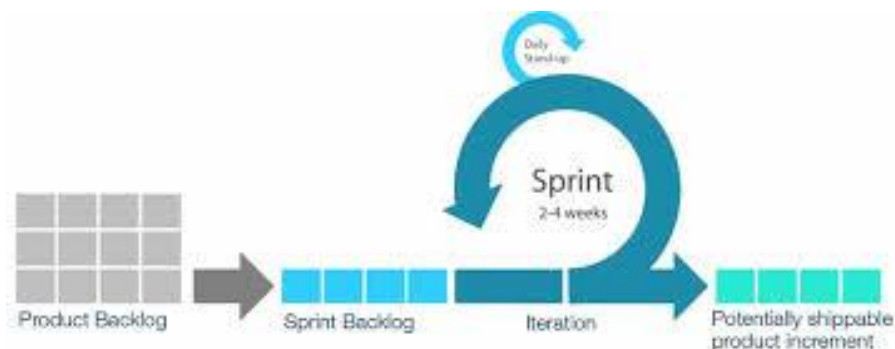 Daily
Stand-up
Sprint
2-4 weeks
Product Backlog
Sprint Backlog
Iteration
Potentially shippable
product increment